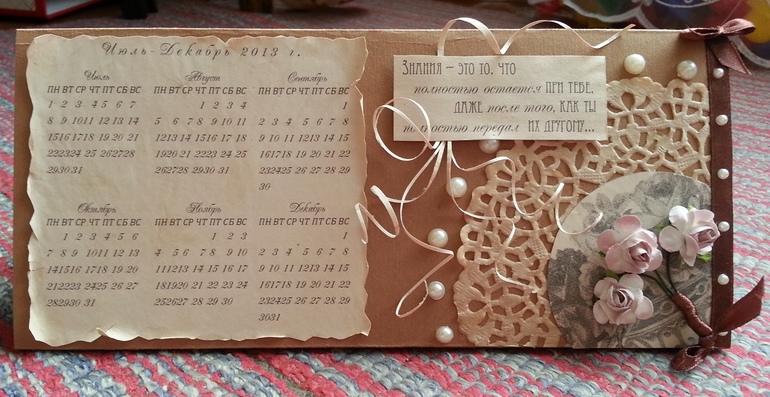 Июль-Декабрь 2013 г.
Июль
ПН ВТ СР ЧТ ПТ СБ ВС
1 2 3 4 5 6 7
8 9 10 11 12 13 14
15 16 17 18 19 20 21
22 23 24 25 26 27 28
29 30 31
Август
ПН ВТ СР ЧТ ПТ СБ ВС
1 2 3 4
5 6 7 8 9 10 11
12 13 14 15 16 17 18
19 20 21 22 23 24 25
26 27 28 29 30 31
Сентябрь
ПН ВТ СР ЧТ ПТ СБ ВС
1
2 3 4 5 6 7 8
9 10 11 12 13 14 15
16 17 18 19 20 21 22
23 24 25 26 27 28 29
30
Октябрь
ПН ВТ СР ЧТ ПТ СБ ВС
1 2 3 4 5 6
7 8 9 10 11 12 13
14 15 16 17 18 19 20
21 22 23 24 25 26 27
28 29 30 31
Ноябрь
ПН ВТ СР ЧТ ПТ СБ ВС
1 2 3
4 5 6 7 8 9 10
11 12 13 14 15 16 17
18 19 20 21 22 23 24
25 26 27 28 29 30
Декабрь
ПН ВТ СР ЧТ ПТ СБ ВС
1
2 3 4 5 6 7 8
9 10 11 12 13 14 15
16 17 18 19 20 21 22
23 24 25 26 27 28 29
30 31
Знания – это то, что
полностью остается ПРИ ТЕБЕ,
ДАЖЕ после того, КАК ТЫ
полностью передал ИХ ДРУГОМУ...